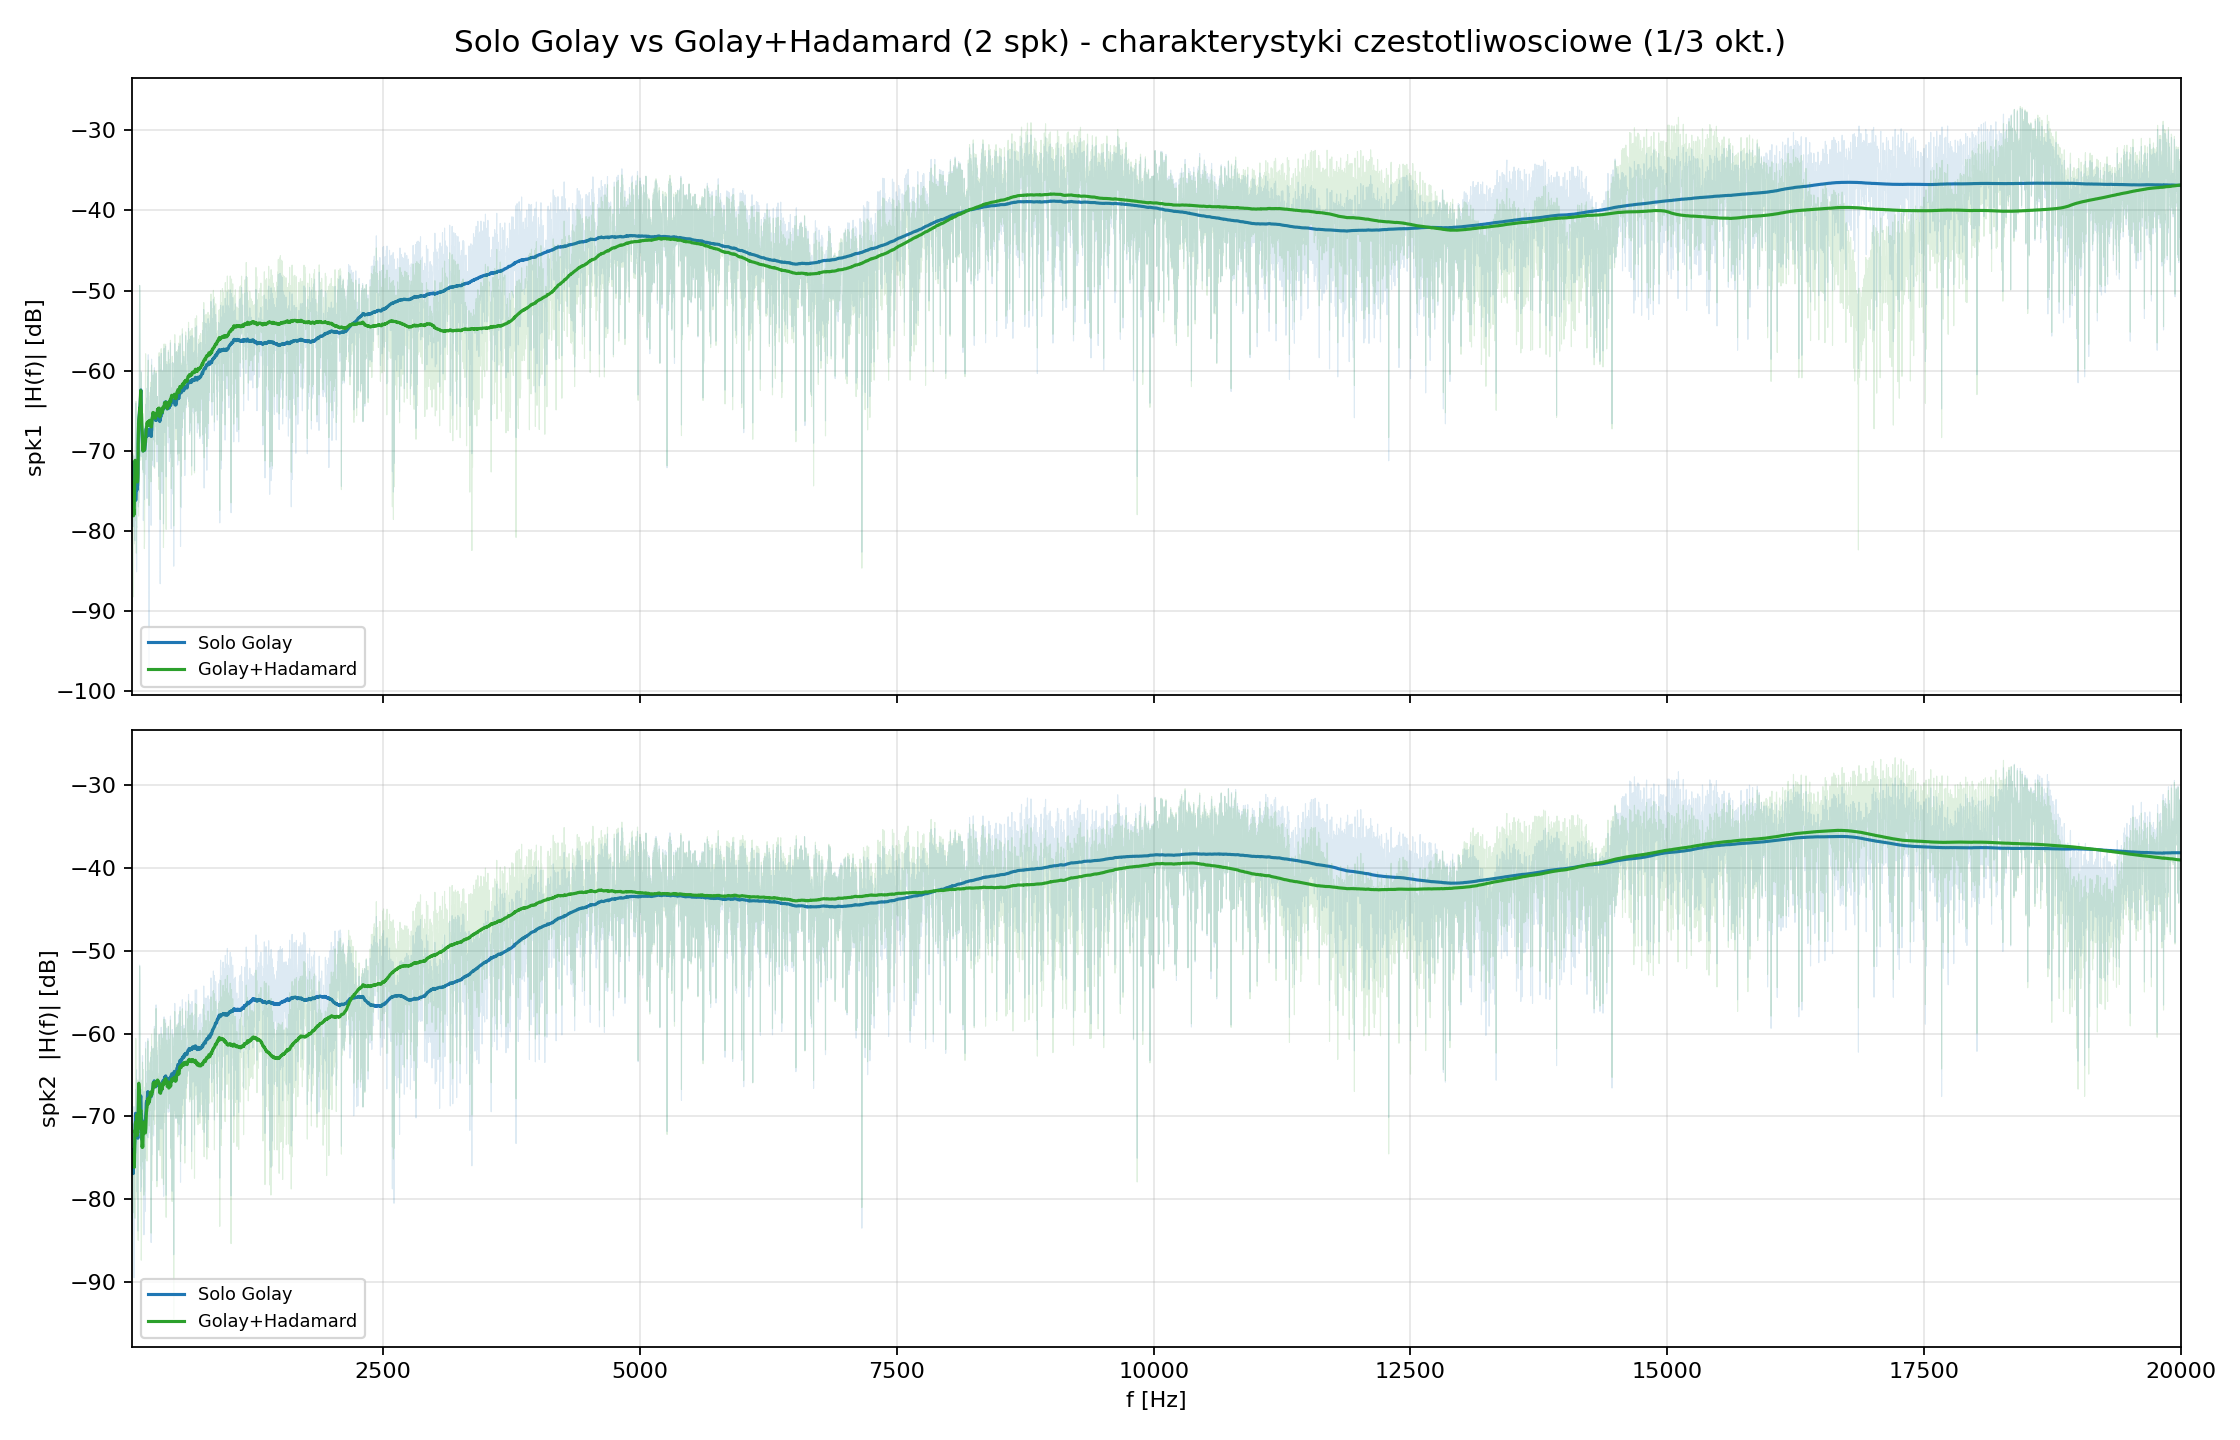 Solo Golay vs Golay+Hadamard (2 spk) - charakterystyki czestotliwosciowe (1/3 okt.)
spk1 |H(f)| [dB]
−30
−40
−50
−60
−70
−80
−90
−100
Solo Golay
Golay+Hadamard
spk2 |H(f)| [dB]
−30
−40
−50
−60
−70
−80
−90
Solo Golay
Golay+Hadamard
2500 5000 7500 10000 12500 15000 17500 20000
f [Hz]